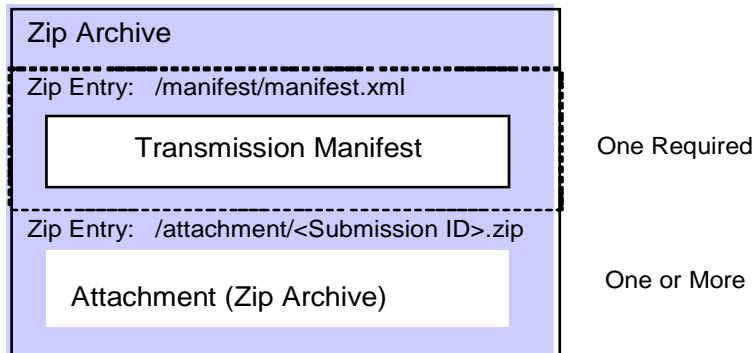 Zip Archive
Zip Entry: /manifest/manifest.xml
Transmission Manifest
One Required
Zip Entry: /attachment/<Submission ID>.zip
Attachment (Zip Archive)
One or More